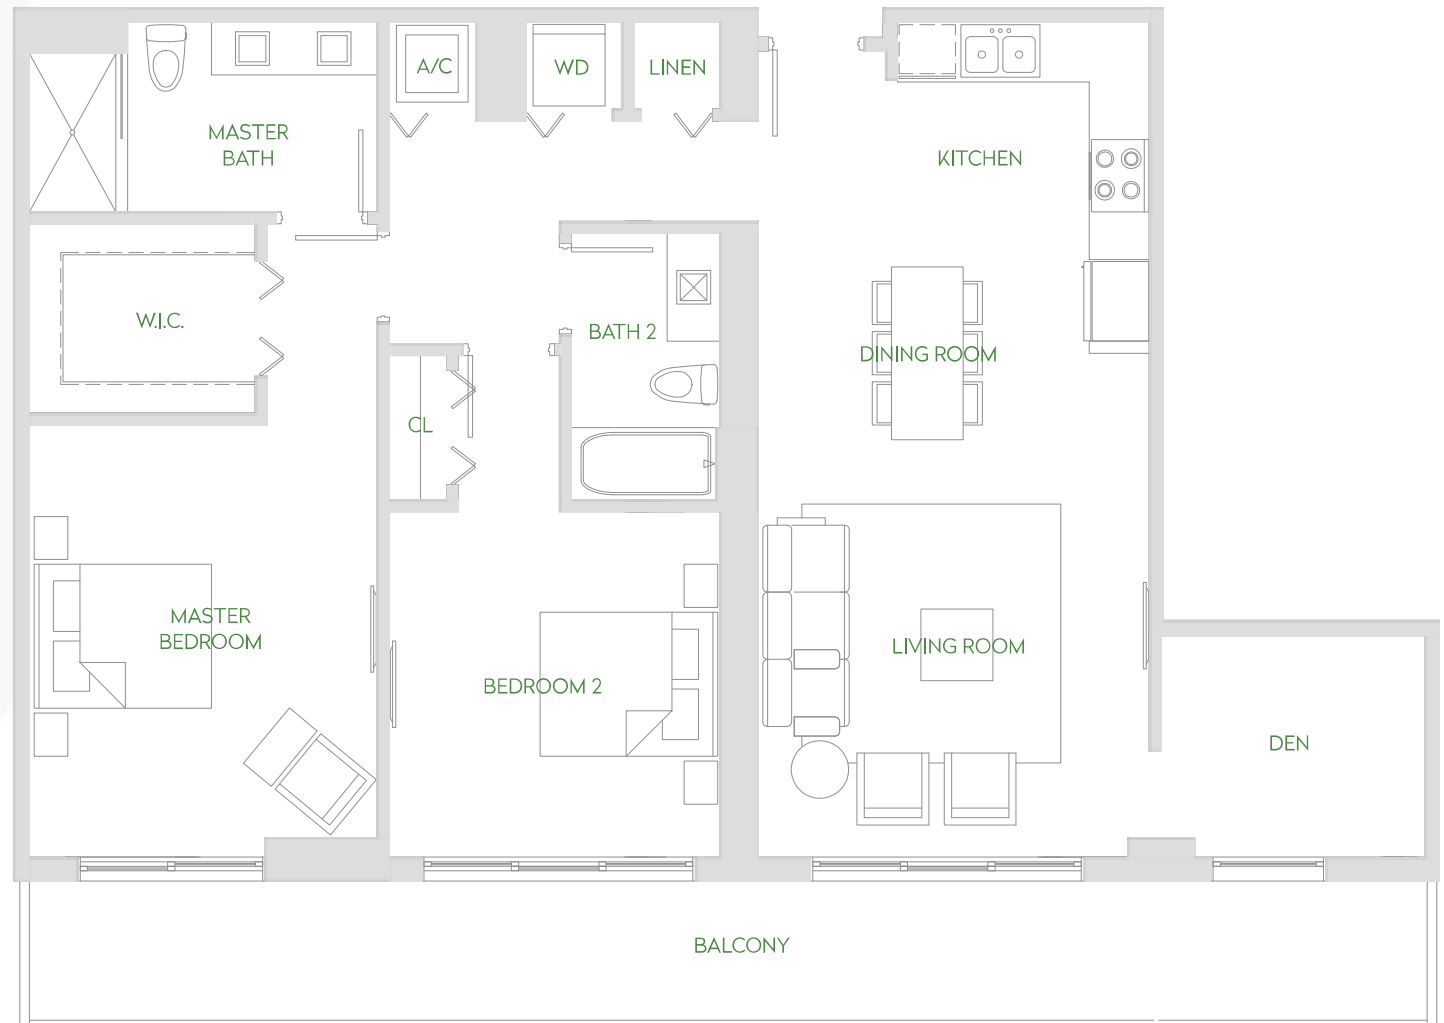 A/C
WD
LINEN
MASTER
BATH
KITCHEN
W.I.C.
BATH 2
DINING ROOM
CL
MASTER
BEDROOM
LIVING ROOM
BEDROOM 2
DEN
BALCONY